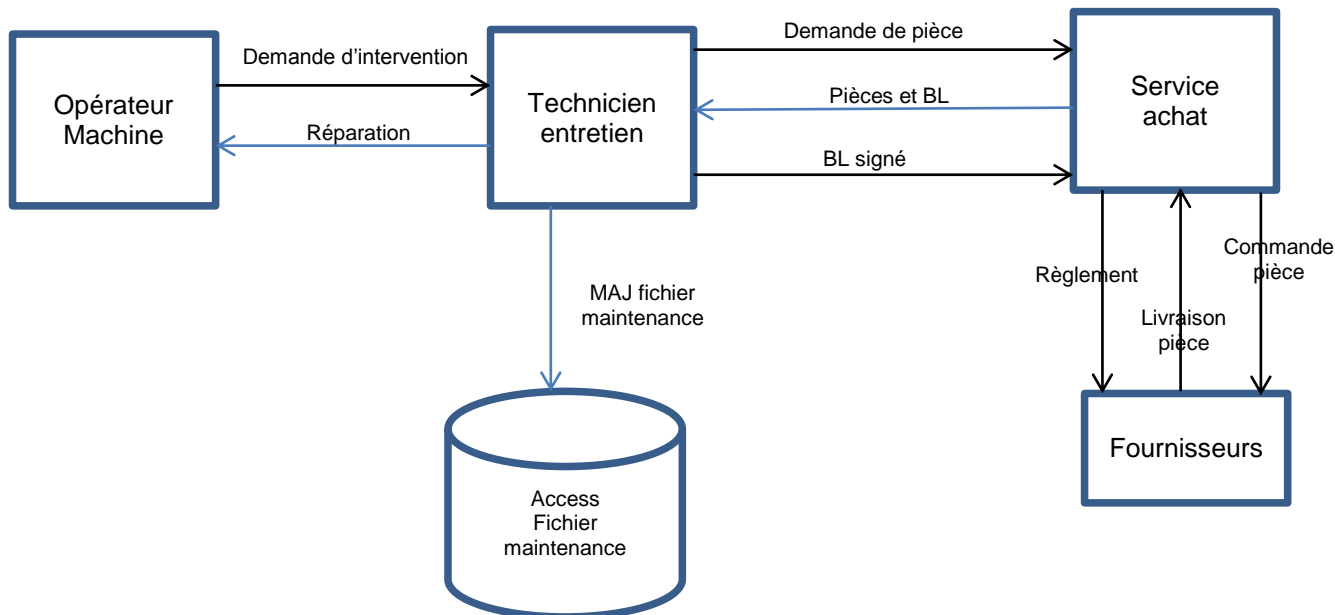 Opérateur
Machine
Demande d’intervention
Réparation
Technicien
entretien
Demande de pièce
Pièces et BL
BL signé
Service
achat
MAJ fichier
maintenance
Règlement
Livraison
pièce
Commande
pièce
Fournisseurs
Access
Fichier
maintenance